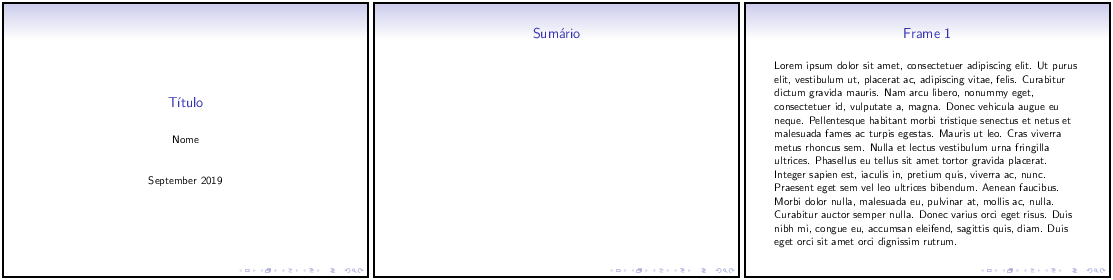 Título
Nome
September 2019
Sumário
Frame 1
Lorem ipsum dolor sit amet, consectetuer adipiscing elit. Ut purus
elit, vestibulum ut, placerat ac, adipiscing vitae, felis. Curabitur
dictum gravida mauris. Nam arcu libero, nonummy eget,
consectetuer id, vulputate a, magna. Donec vehicula augue eu
neque. Pellentesque habitant morbi tristique senectus et netus et
malesuada fames ac turpis egestas. Mauris ut leo. Cras viverra
metus rhoncus sem. Nulla et lectus vestibulum urna fringilla
ultrices. Phasellus eu tellus sit amet tortor gravida placerat.
Integer sapien est, iaculis in, pretium quis, viverra ac, nunc.
Praesent eget sem vel leo ultrices bibendum. Aenean faucibus.
Morbi dolor nulla, malesuada eu, pulvinar at, mollis ac, nulla.
Curabitur auctor semper nulla. Donec varius orci eget risus. Duis
nibh mi, congue eu, accumsan eleifend, sagittis quis, diam. Duis
eget orci sit amet orci dignissim rutrum.